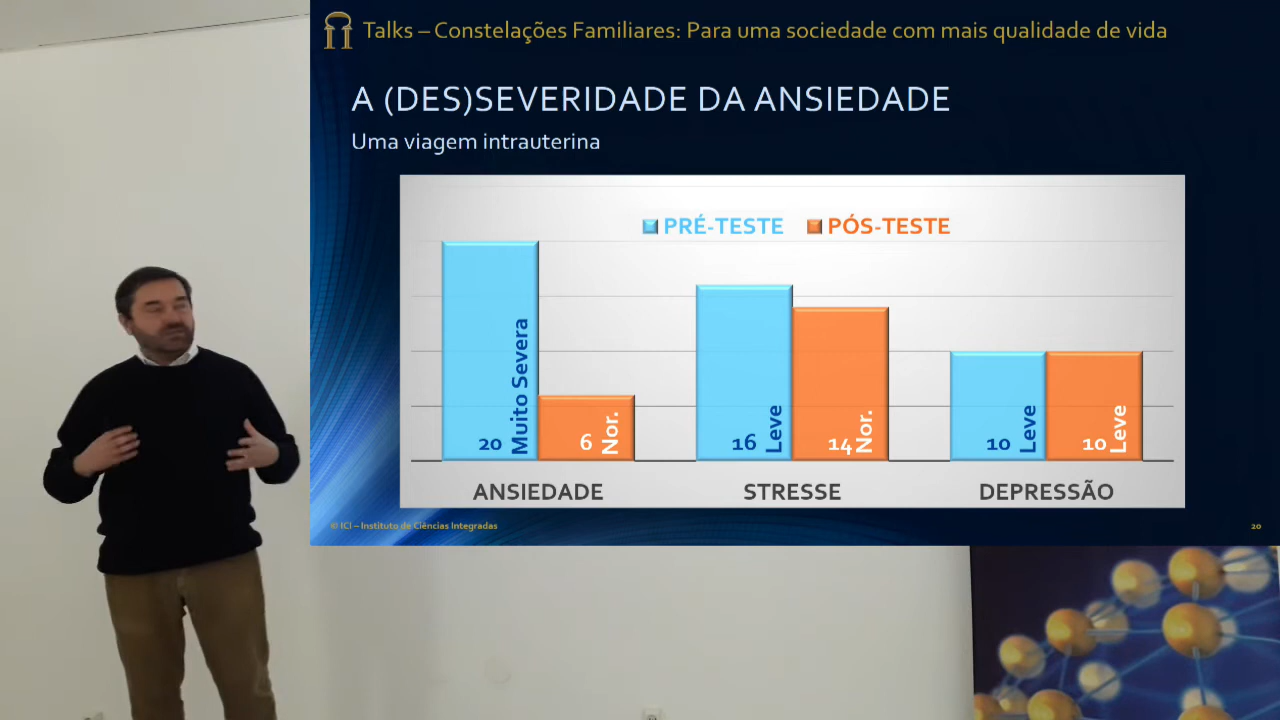 Talks – Constelações Familiares: Para uma sociedade com mais qualidade de vida
A (DES)SEVERIDADE DA ANSIEDADE
Uma viagem intrauterina
PRÉ-TESTE PÓS-TESTE
20 Muito Severa
6 Nor.
16 Leve
14 Nor.
10 Leve
10 Leve
ANSIEDADE STRESSE DEPRESSÃO
© ICI – Instituto de Ciências Integradas
20